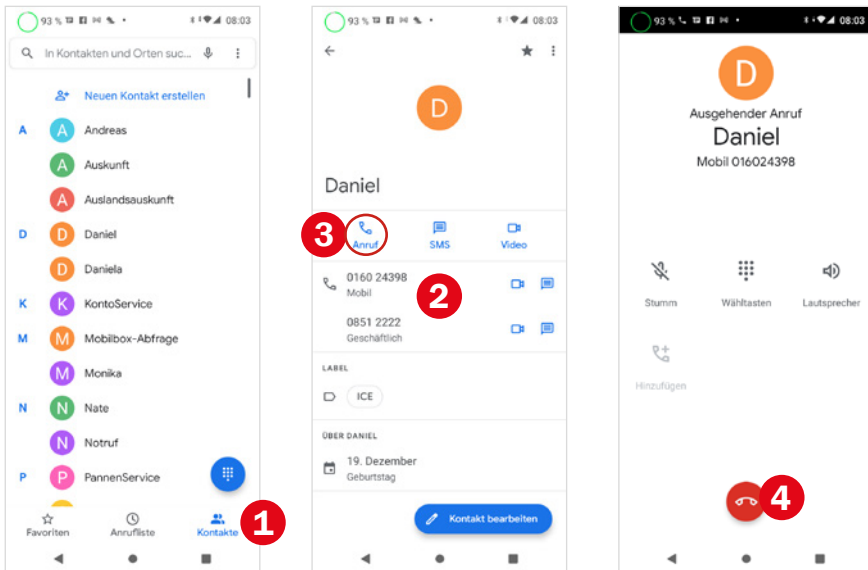 93 % 08:03
In Kontakten und Orten suc...
Neuen Kontakt erstellen
A A Andreas
A Auskunft
A Auslandsauskunft
D D Daniel
D Daniela
K K KontoService
M M Mobilbox-Abfrage
M Monika
N N Nate
N Notruf
P P PannenService
Favoriten Anrufliste Kontakte 1
93 % 08:03
D
Daniel
3 Anruf SMS Video
0160 24398
Mobil
2
0851 2222
Geschäftlich
LABEL
ICE
ÜBER DANIEL
19. Dezember
Geburtstag
Kontakt bearbeiten
93 % 08:03
D
Ausgehender Anruf
Daniel
Mobil 016024398
Stumm Wähltasten Lautsprecher
Hinzufügen
4